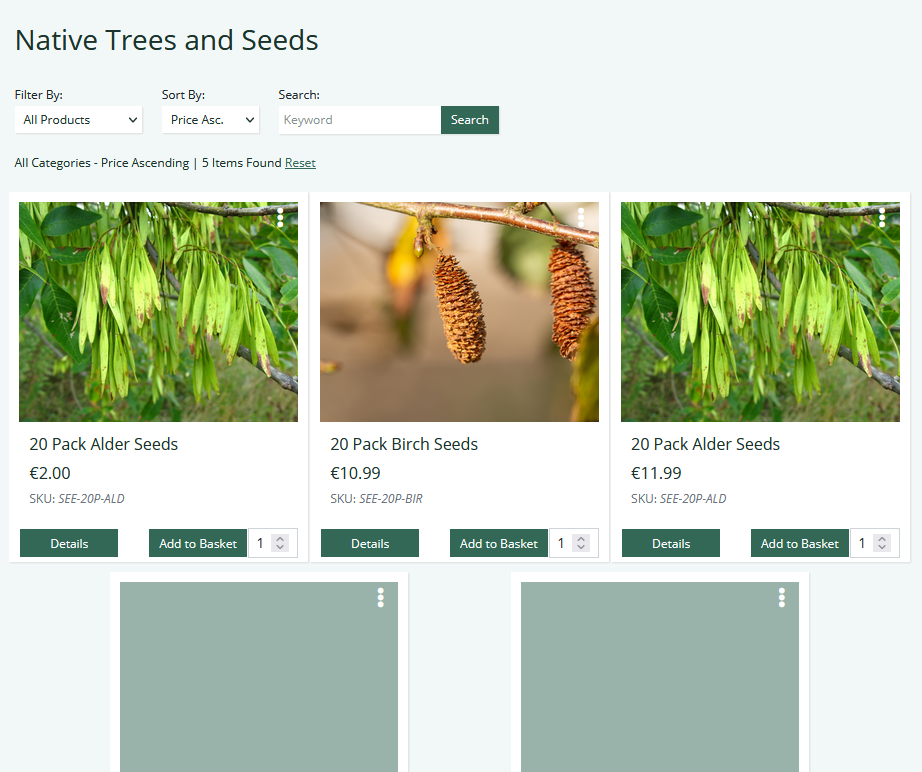 Native Trees and Seeds
Filter By: Sort By: Search:
All Products Price Asc. Keyword Search
All Categories - Price Ascending | 5 Items Found Reset
20 Pack Alder Seeds 20 Pack Birch Seeds 20 Pack Alder Seeds
€2.00 €10.99 €11.99
SKU: SEE-20P-ALD SKU: SEE-20P-BIR SKU: SEE-20P-ALD
Details Add to Basket 1 Details Add to Basket 1 Details Add to Basket 1